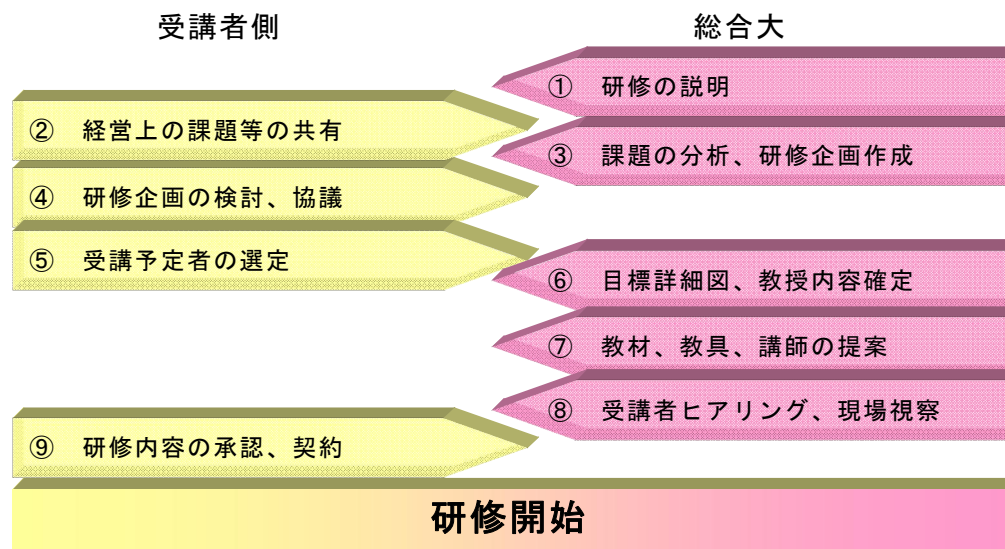 受講者側
総合大
① 研修の説明
② 経営上の課題等の共有
③ 課題の分析、研修企画作成
④ 研修企画の検討、協議
⑤ 受講予定者の選定
⑥ 目標詳細図、教授内容確定
⑦ 教材、教具、講師の提案
⑧ 受講者ヒアリング、現場視察
⑨ 研修内容の承認、契約
研修開始